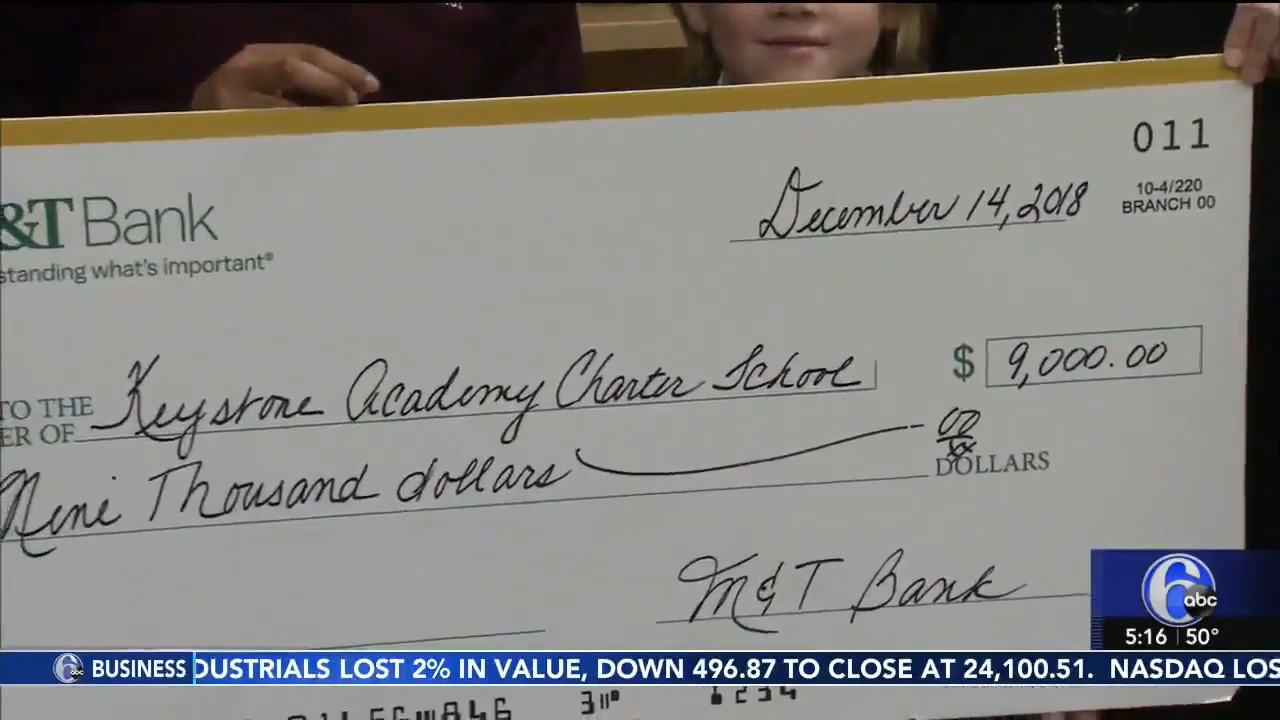 011
10-4/220
BRANCH 00
December 14, 2018
&T Bank
standing what's important®
TO THE
ER OF
Keystone Academy Charter School
$ 9,000.00
Nine Thousand dollars
00
DOLLARS
M&T Bank
6abc
5:16 50°
6abc BUSINESS DUSTRIALS LOST 2% IN VALUE, DOWN 496.87 TO CLOSE AT 24,100.51. NASDAQ LOS